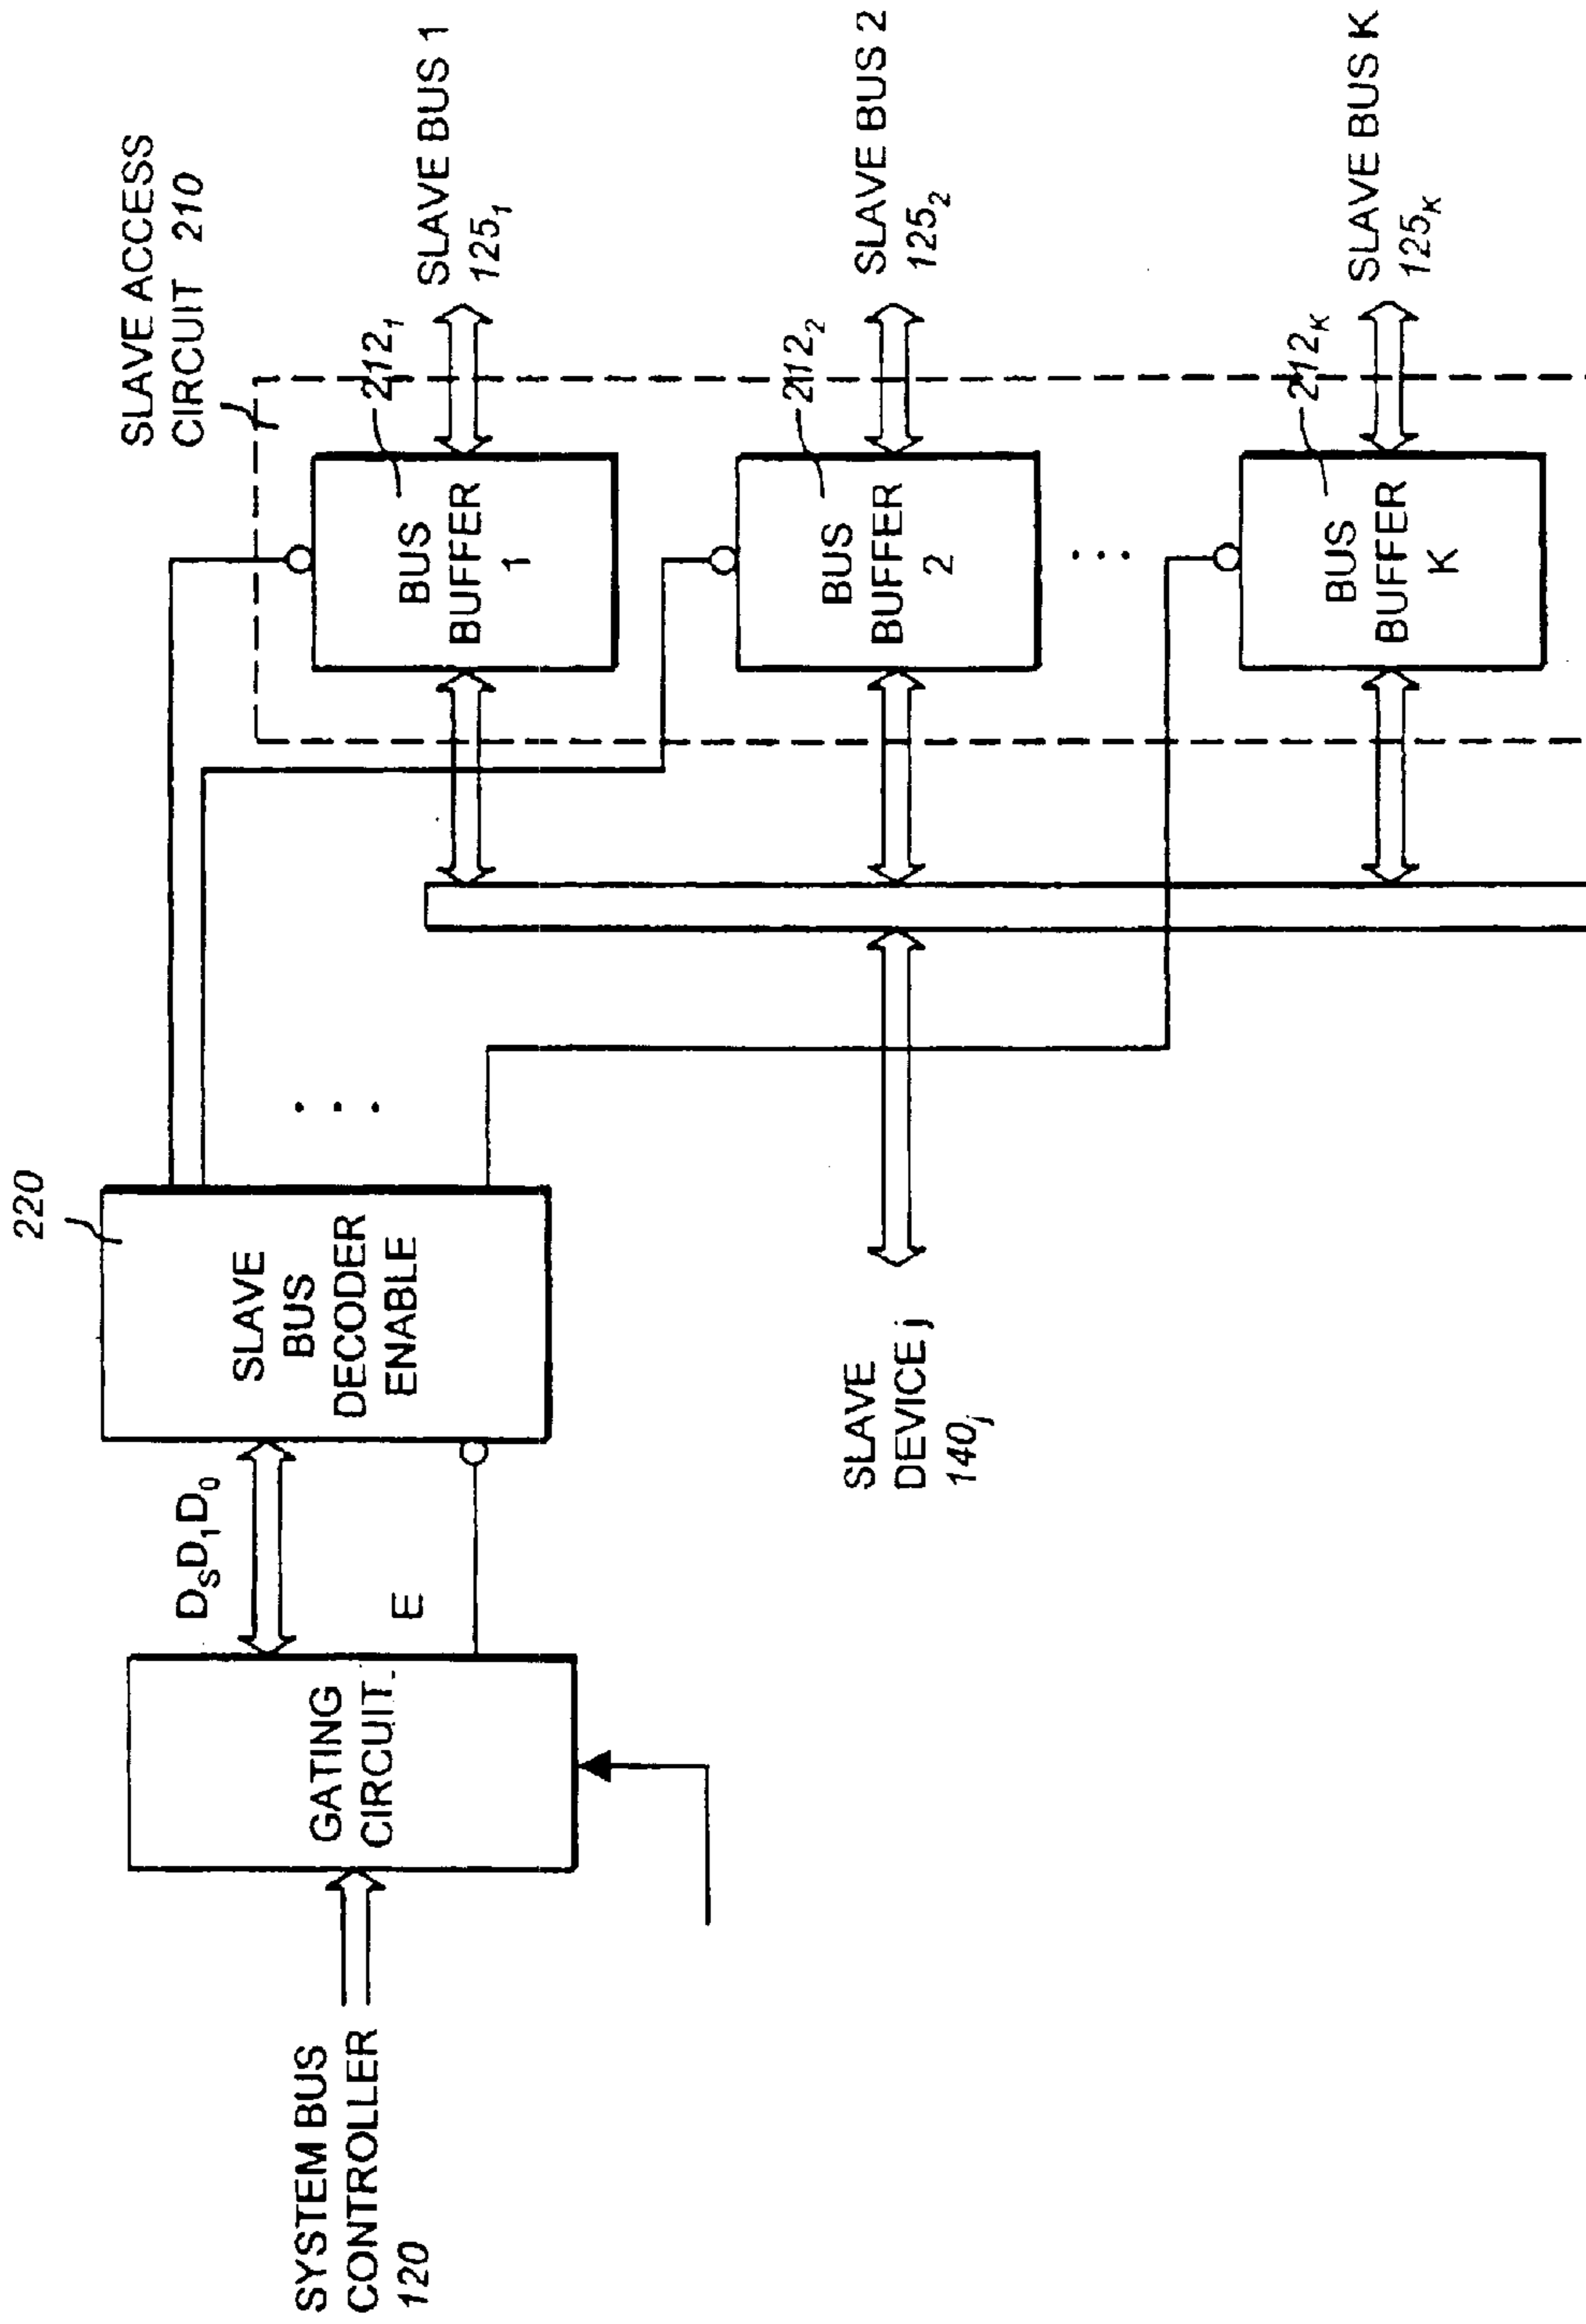 SLAVE ACCESS
CIRCUIT 210
220
SYSTEM BUS
CONTROLLER
120
GATING
CIRCUIT.
DSD1D0
E
SLAVE
BUS
DECODER
ENABLE
. . .
BUS
BUFFER
1
212₁
SLAVE BUS 1
125₁
SLAVE
DEVICE j
140ⱼ
BUS
BUFFER
2
212₂
SLAVE BUS 2
125₂
. . .
BUS
BUFFER
K
212K
SLAVE BUS K
125K